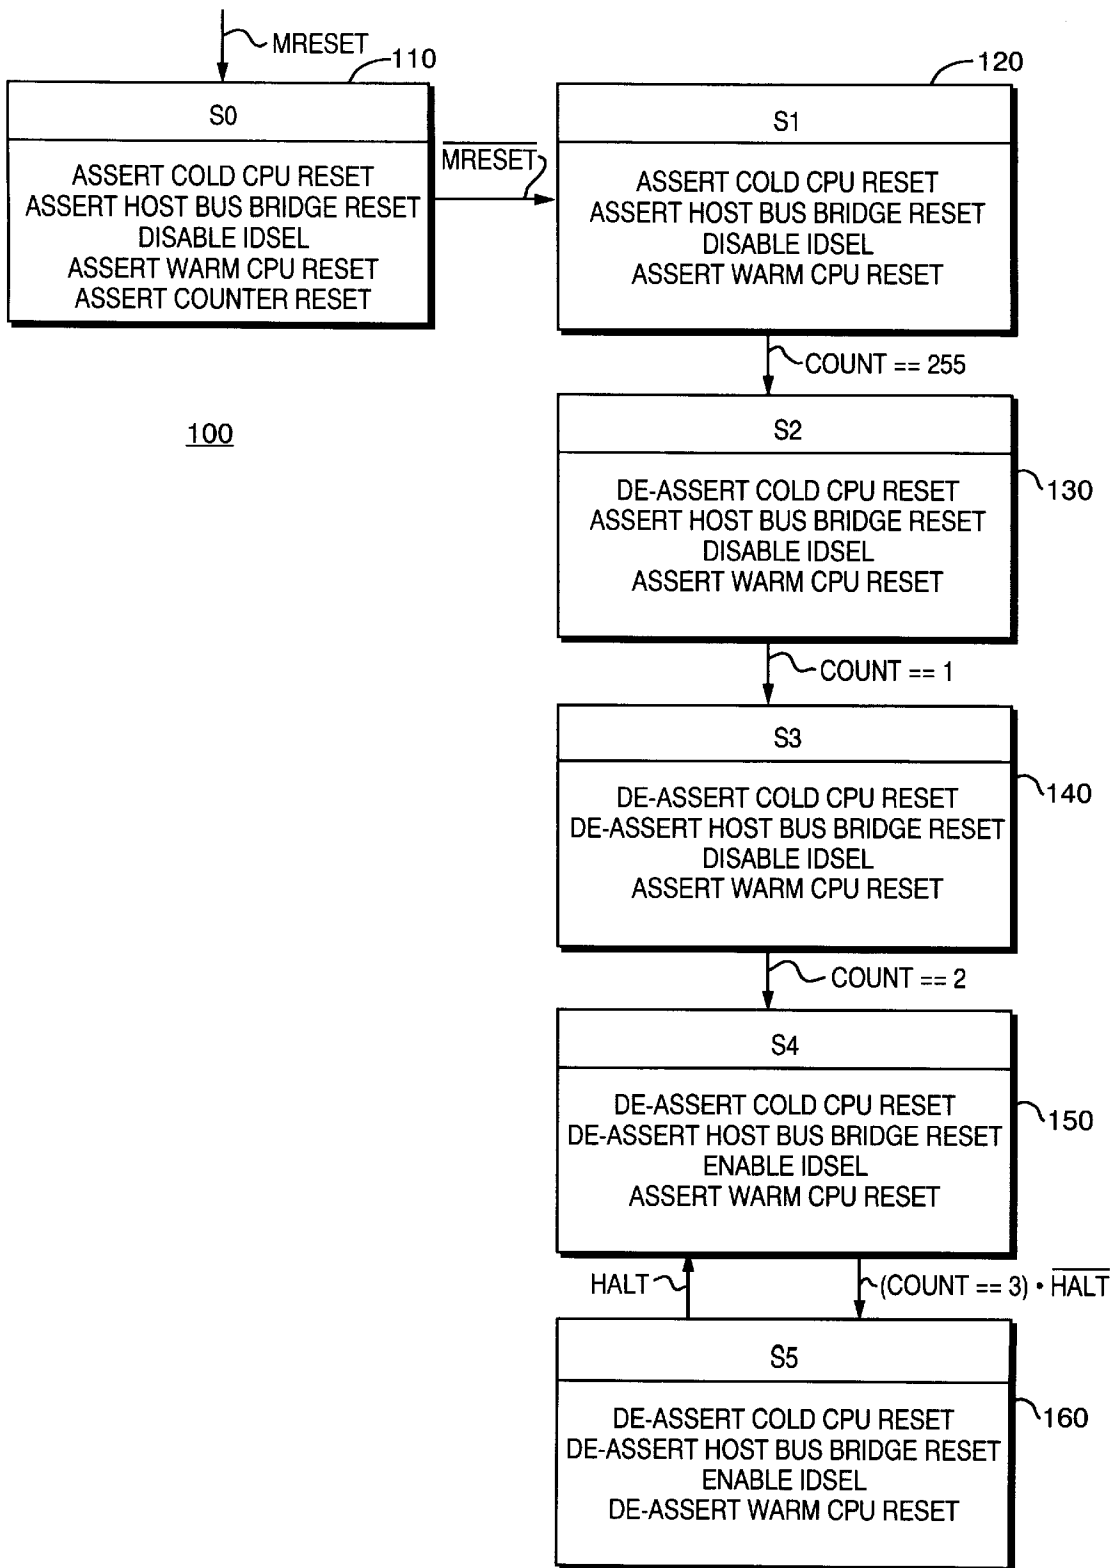 MRESET
110
S0
ASSERT COLD CPU RESET
ASSERT HOST BUS BRIDGE RESET
DISABLE IDSEL
ASSERT WARM CPU RESET
ASSERT COUNTER RESET
M̅R̅E̅S̅E̅T̅
120
S1
ASSERT COLD CPU RESET
ASSERT HOST BUS BRIDGE RESET
DISABLE IDSEL
ASSERT WARM CPU RESET
COUNT == 255
100
S2
DE-ASSERT COLD CPU RESET
ASSERT HOST BUS BRIDGE RESET
DISABLE IDSEL
ASSERT WARM CPU RESET
130
COUNT == 1
S3
DE-ASSERT COLD CPU RESET
DE-ASSERT HOST BUS BRIDGE RESET
DISABLE IDSEL
ASSERT WARM CPU RESET
140
COUNT == 2
S4
DE-ASSERT COLD CPU RESET
DE-ASSERT HOST BUS BRIDGE RESET
ENABLE IDSEL
ASSERT WARM CPU RESET
150
HALT
(COUNT == 3) • H̅A̅L̅T̅
S5
DE-ASSERT COLD CPU RESET
DE-ASSERT HOST BUS BRIDGE RESET
ENABLE IDSEL
DE-ASSERT WARM CPU RESET
160